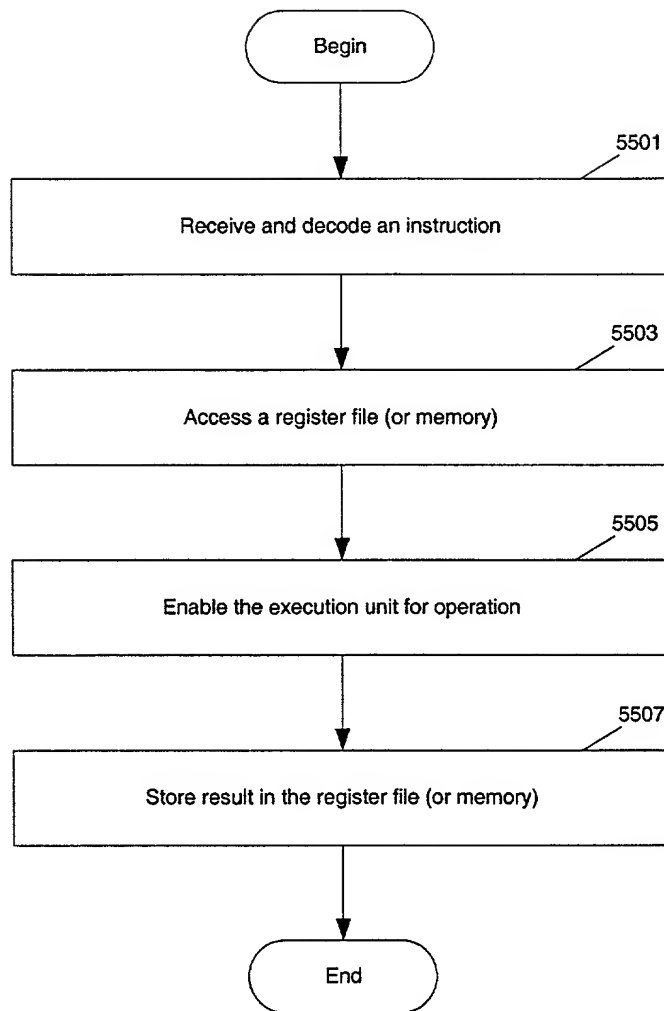 Begin
5501
Receive and decode an instruction
5503
Access a register file (or memory)
5505
Enable the execution unit for operation
5507
Store result in the register file (or memory)
End